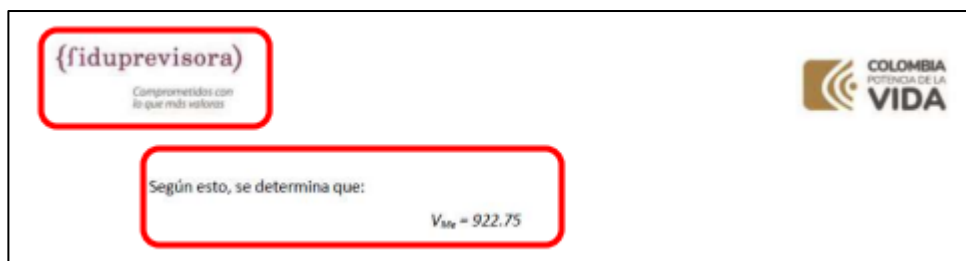 {fiduprevisora)
Comprometidos con
lo que más valoras
COLOMBIA
POTENCIA DE LA
VIDA
Según esto, se determina que:
V_Me = 922.75